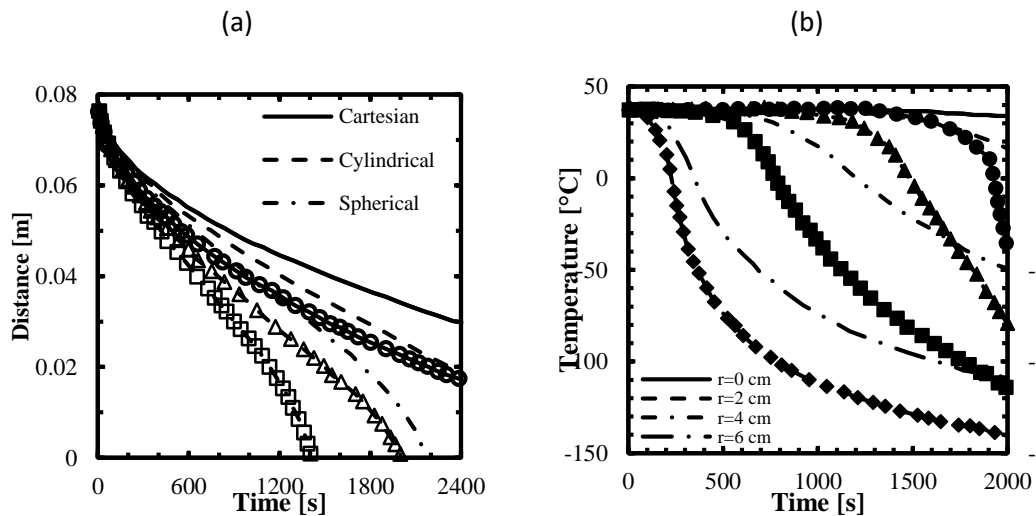 (a)
(b)
0.08
0.06
0.04
0.02
0
Distance [m]
Cartesian
Cylindrical
Spherical
0 600 1200 1800 2400
Time [s]
50
0
-50
-100
-150
Temperature [°C]
r=0 cm
r=2 cm
r=4 cm
r=6 cm
0 500 1000 1500 2000
Time [s]
-
-
-